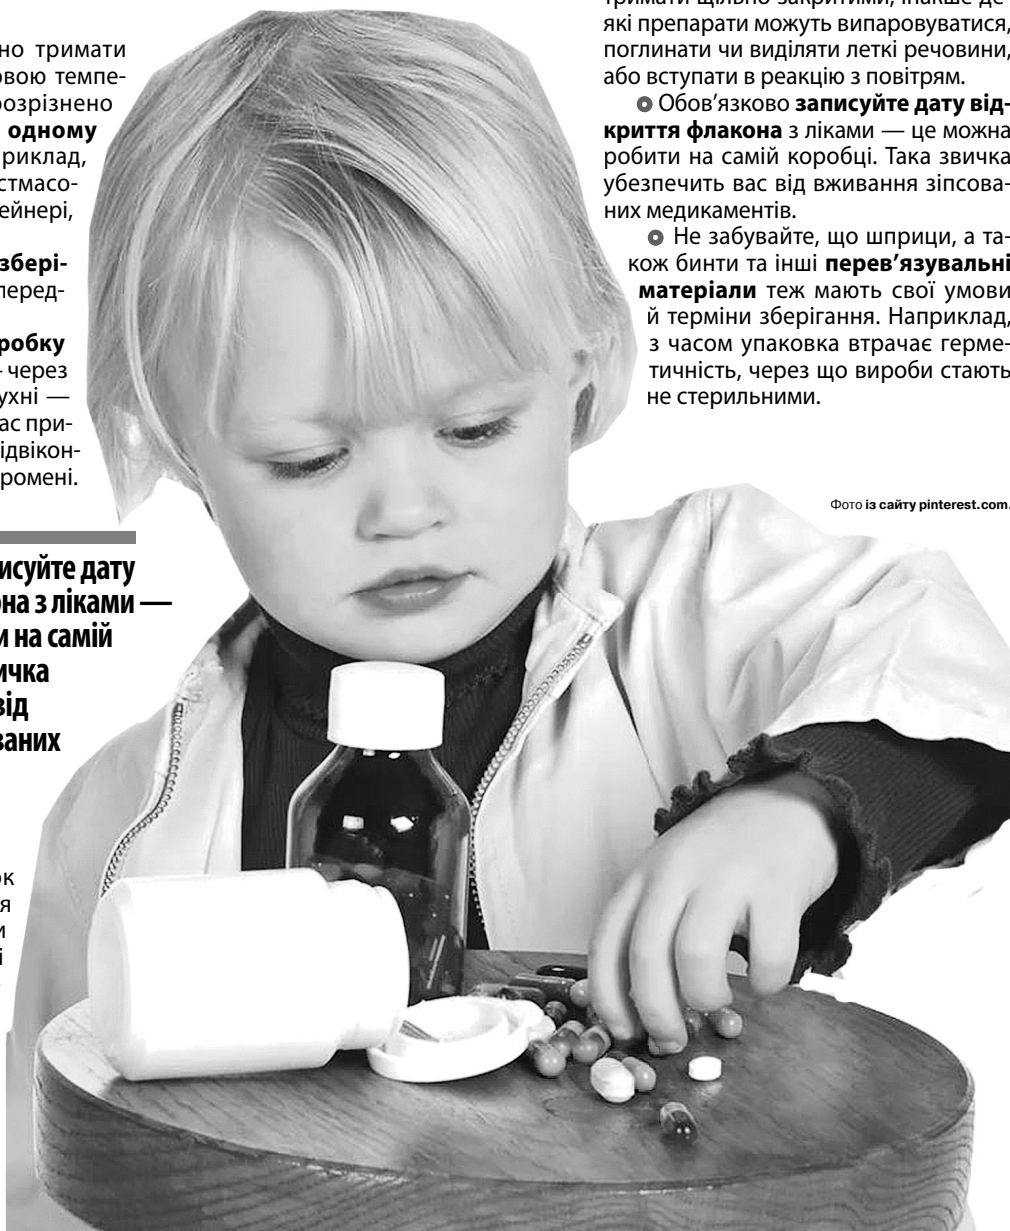 но тримати
овою темпе-
розрізнено
одному
риклад,
стмасо-
ейнері,
збері-
перед-
робку
— через
ухні —
ас при-
ідвікон-
промені.
исуйте дату
она з ліками —
и на самій
ичка
від
ваних
ок
я
и
і
тримати щільно закритими, інакше де-
які препарати можуть випаровуватися,
поглинати чи виділяти леткі речовини,
або вступати в реакцію з повітрям.
Обов’язково записуйте дату від-
криття флакона з ліками — це можна
робити на самій коробці. Така звичка
убезпечить вас від вживання зіпсова-
них медикаментів.
Не забувайте, що шприци, а та-
кож бинти та інші перев’язувальні
матеріали теж мають свої умови
й терміни зберігання. Наприклад,
з часом упаковка втрачає герме-
тичність, через що вироби стають
не стерильними.
Фото із сайту pinterest.com.